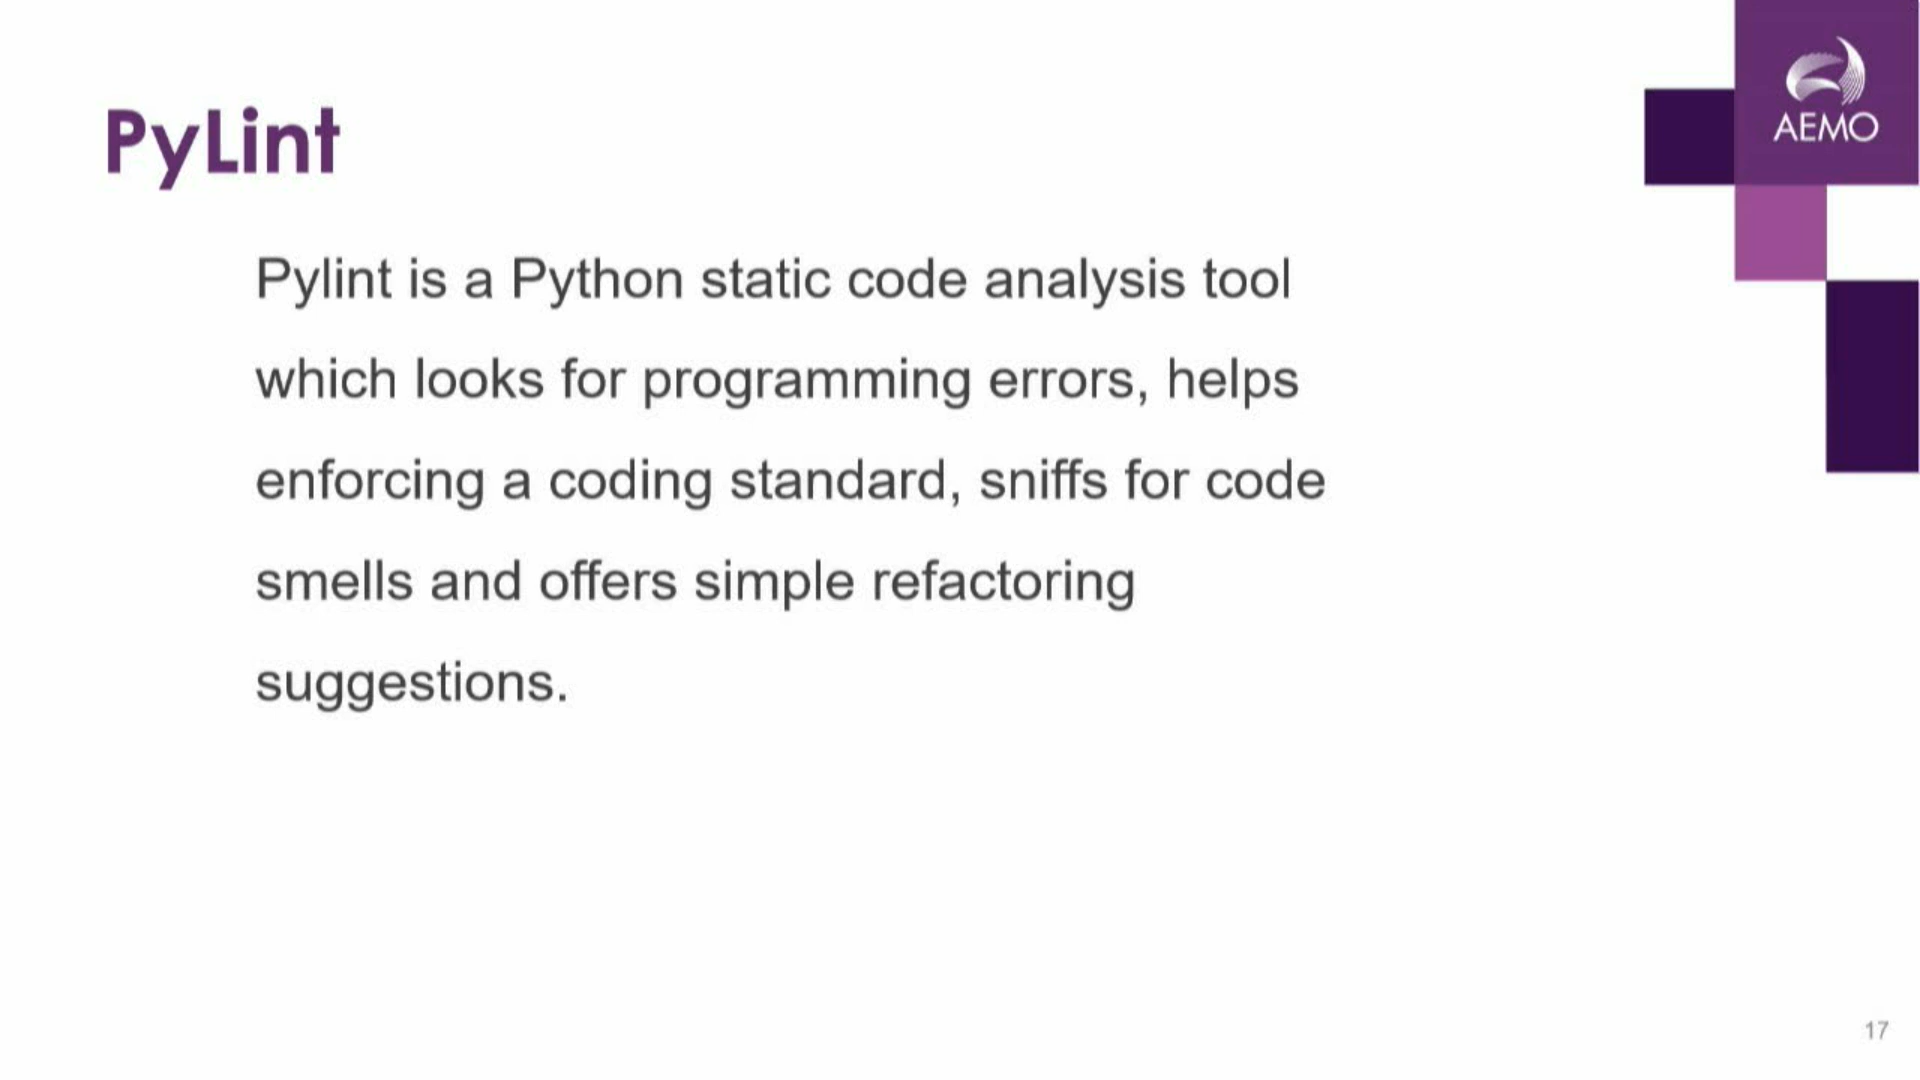 PyLint
AEMO
Pylint is a Python static code analysis tool
which looks for programming errors, helps
enforcing a coding standard, sniffs for code
smells and offers simple refactoring
suggestions.
17